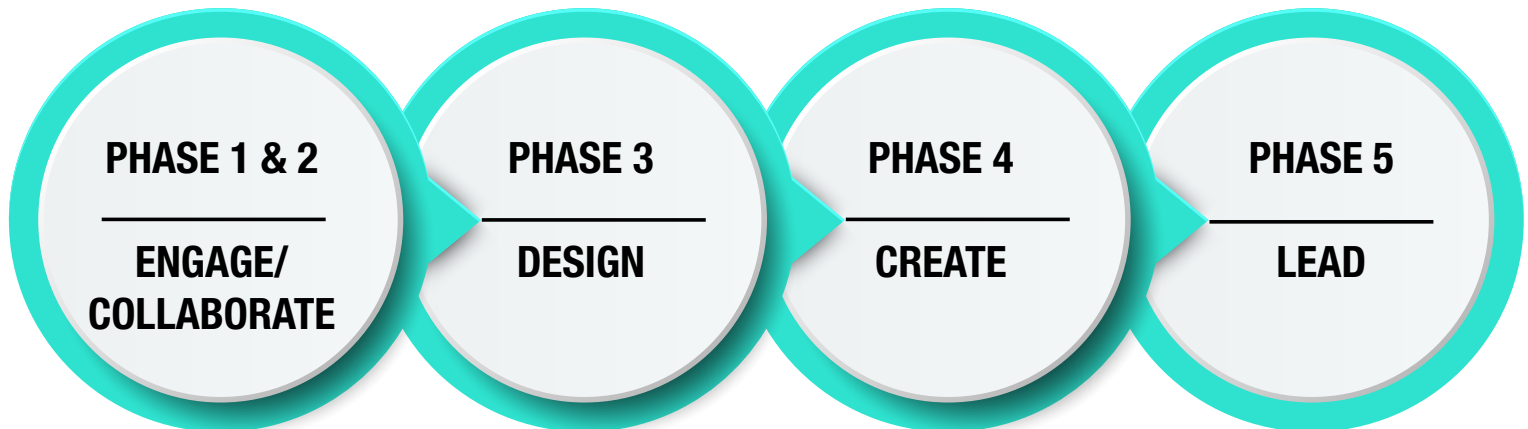 PHASE 1 & 2
ENGAGE/
COLLABORATE
PHASE 3
DESIGN
PHASE 4
CREATE
PHASE 5
LEAD